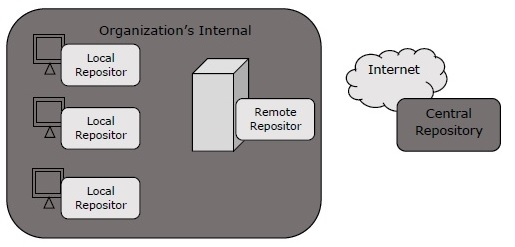 Organization's Internal
Local
Repositor
Local
Repositor
Local
Repositor
Remote
Repositor
Internet
Central
Repository